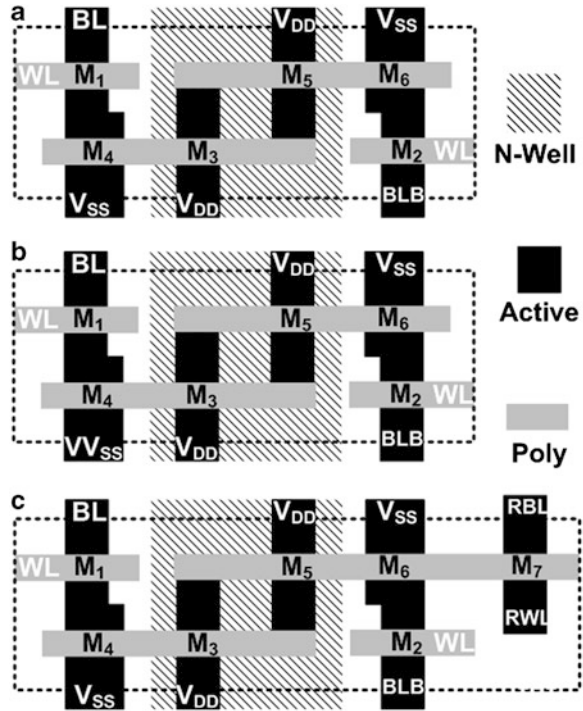 a
BL VDD VSS
WL M1 M5 M6
M4 M3 M2 WL
VSS VDD BLB
N-Well
b
BL VDD VSS
WL M1 M5 M6
M4 M3 M2 WL
VVSS VDD BLB
Active
Poly
c
BL VDD VSS RBL
WL M1 M5 M6 M7
RWL
M4 M3 M2 WL
VSS VDD BLB